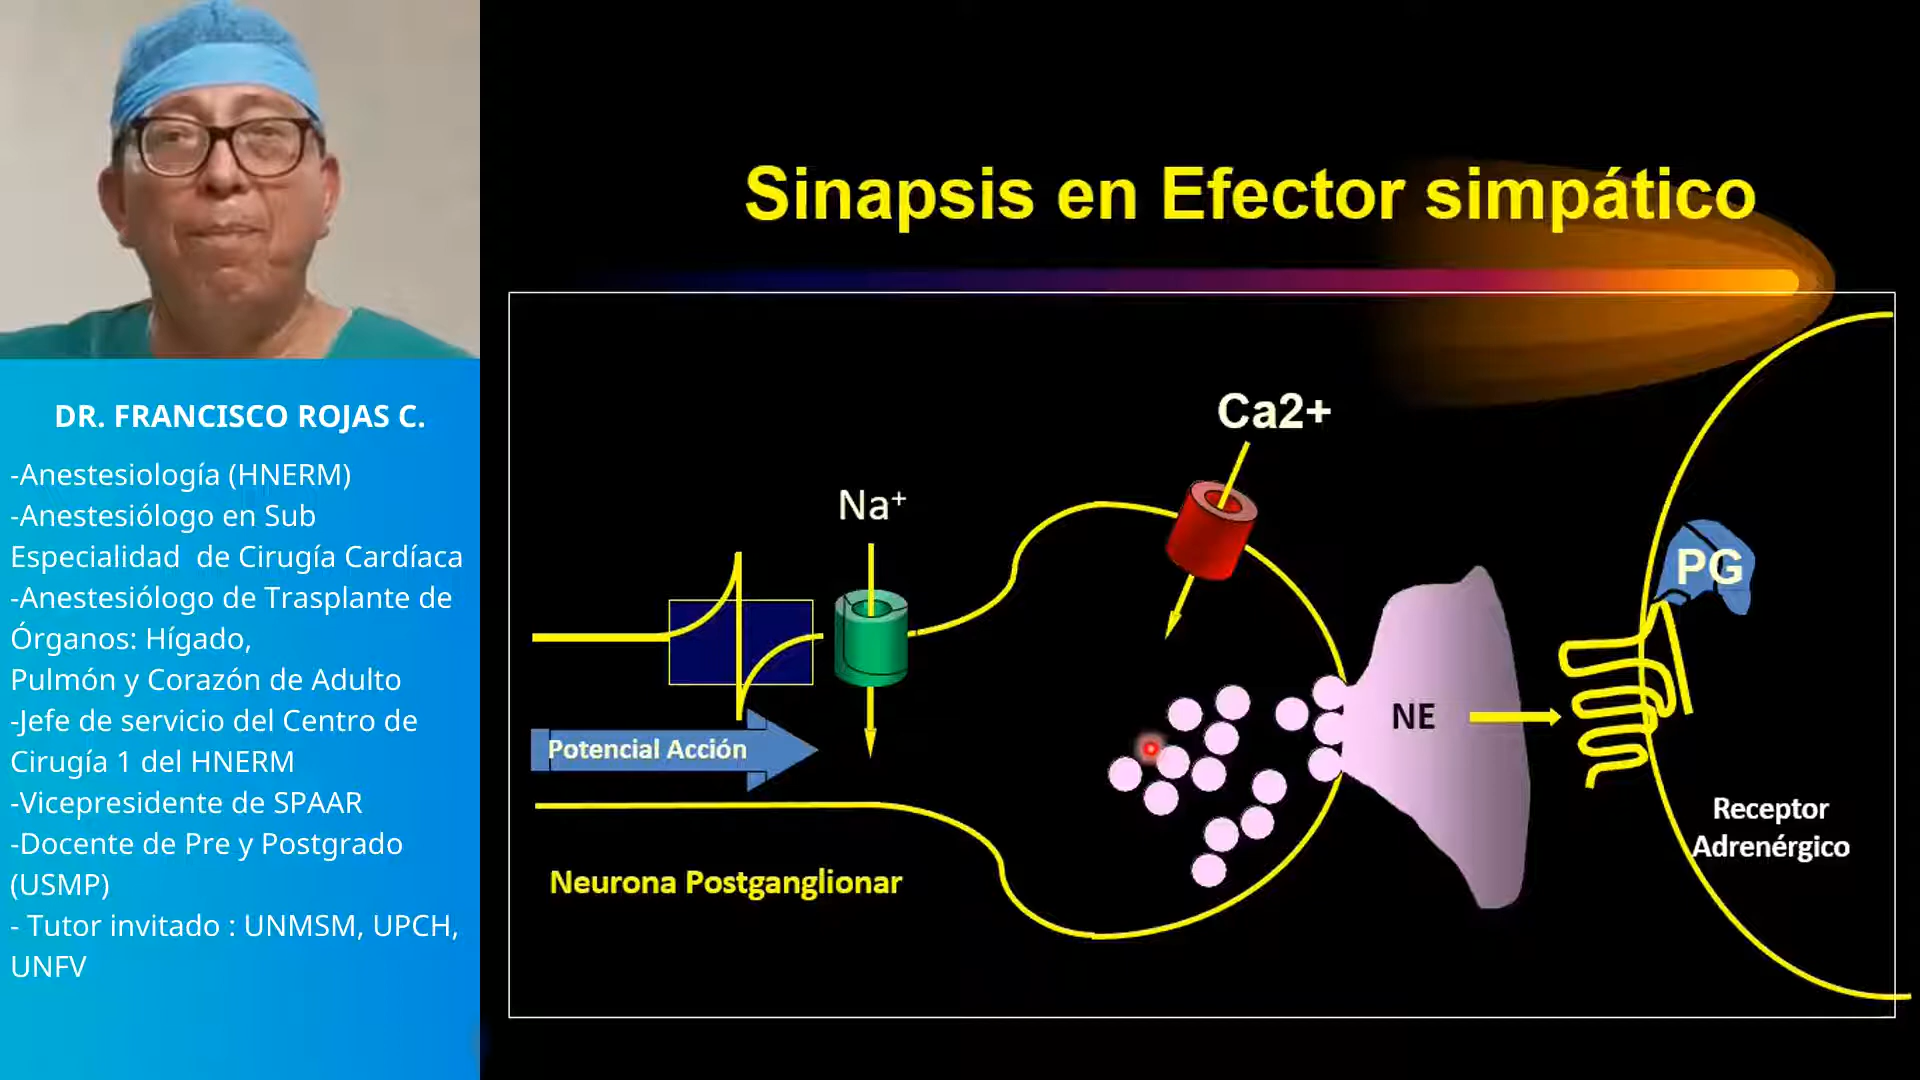 DR. FRANCISCO ROJAS C.
-Anestesiología (HNERM)
-Anestesiólogo en Sub
Especialidad  de Cirugía Cardíaca
-Anestesiólogo de Trasplante de
Órganos: Hígado,
Pulmón y Corazón de Adulto
-Jefe de servicio del Centro de
Cirugía 1 del HNERM
-Vicepresidente de SPAAR
-Docente de Pre y Postgrado
(USMP)
- Tutor invitado : UNMSM, UPCH,
UNFV
Sinapsis en Efector simpático
Ca2+
Na⁺
PG
NE
Potencial Acción
Receptor
Adrenérgico
Neurona Postganglionar